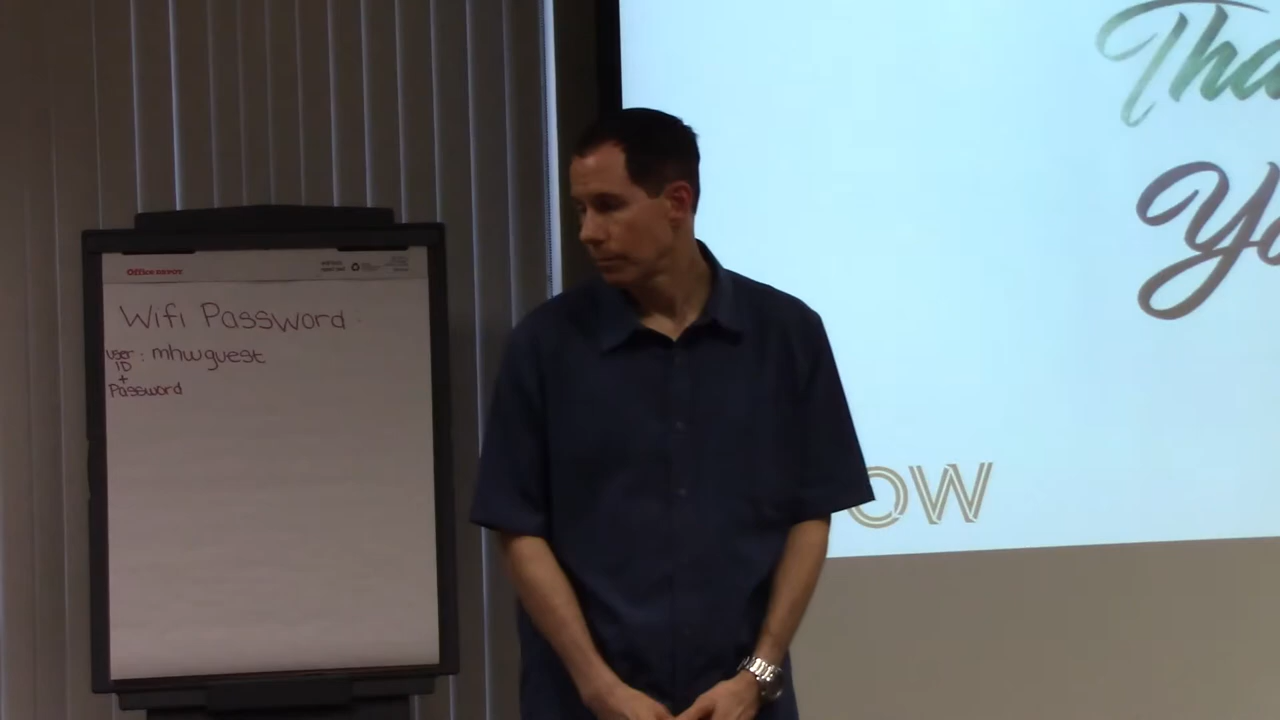 Office DEPOT
Wifi Password
user : mhwguest
ID
+
Password
Tha
Yo
OW